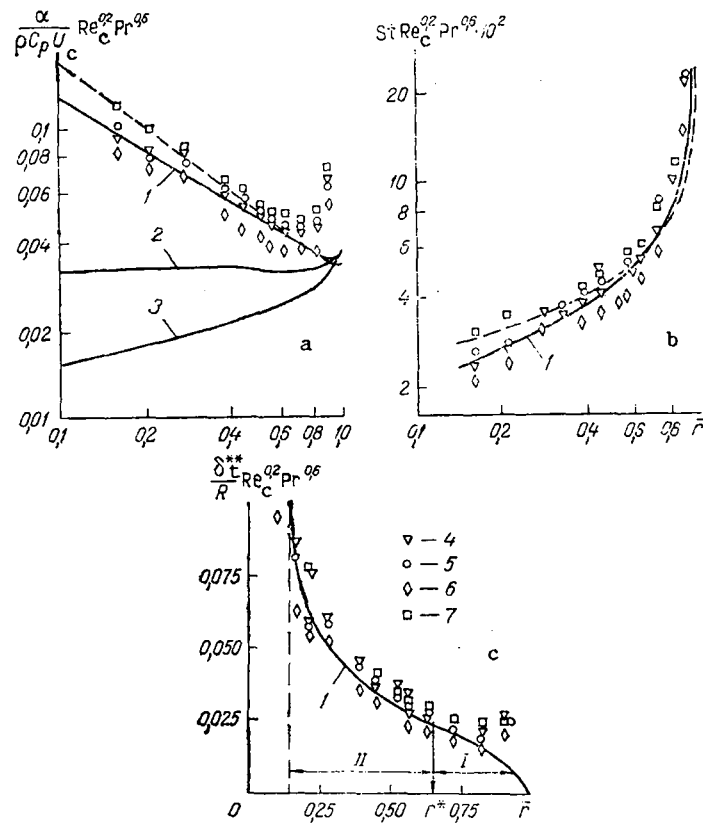 α/ρC_pU_c Re_c^0,2 Pr^0,6
0,1
0,08
0,06
0,04
0,02
0,01
1
2
3
a
0,1 0,2 0,4 0,6 0,8 1,0
St Re_c^0,2 Pr^0,6·10^2
20
10
8
6
4
2
1
b
0,1 0,2 0,3 0,4 0,5 0,6 r̄
δ_t^**/R Re_c^0,2 Pr^0,6
0,075
0,050
0,025
▽ — 4
○ — 5
◇ — 6
□ — 7
c
1
II I
0 0,25 0,50 r* 0,75 r̄